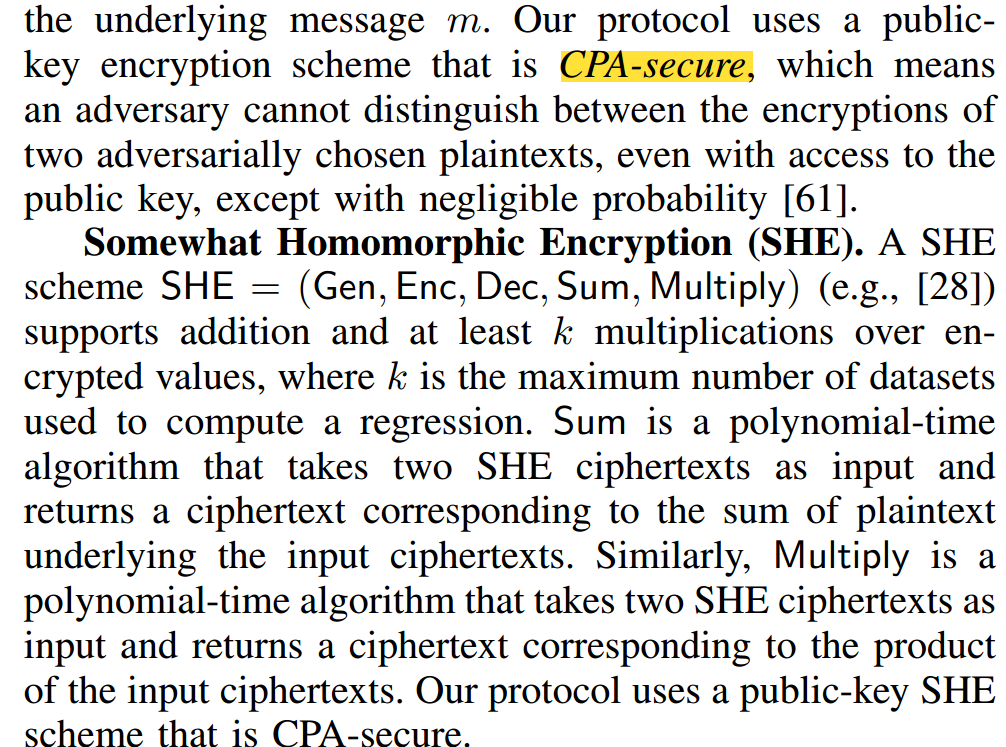 the underlying message m. Our protocol uses a public-
key encryption scheme that is CPA-secure, which means
an adversary cannot distinguish between the encryptions of
two adversarially chosen plaintexts, even with access to the
public key, except with negligible probability [61].
Somewhat Homomorphic Encryption (SHE). A SHE
scheme SHE = (Gen, Enc, Dec, Sum, Multiply) (e.g., [28])
supports addition and at least k multiplications over en-
crypted values, where k is the maximum number of datasets
used to compute a regression. Sum is a polynomial-time
algorithm that takes two SHE ciphertexts as input and
returns a ciphertext corresponding to the sum of plaintext
underlying the input ciphertexts. Similarly, Multiply is a
polynomial-time algorithm that takes two SHE ciphertexts as
input and returns a ciphertext corresponding to the product
of the input ciphertexts. Our protocol uses a public-key SHE
scheme that is CPA-secure.